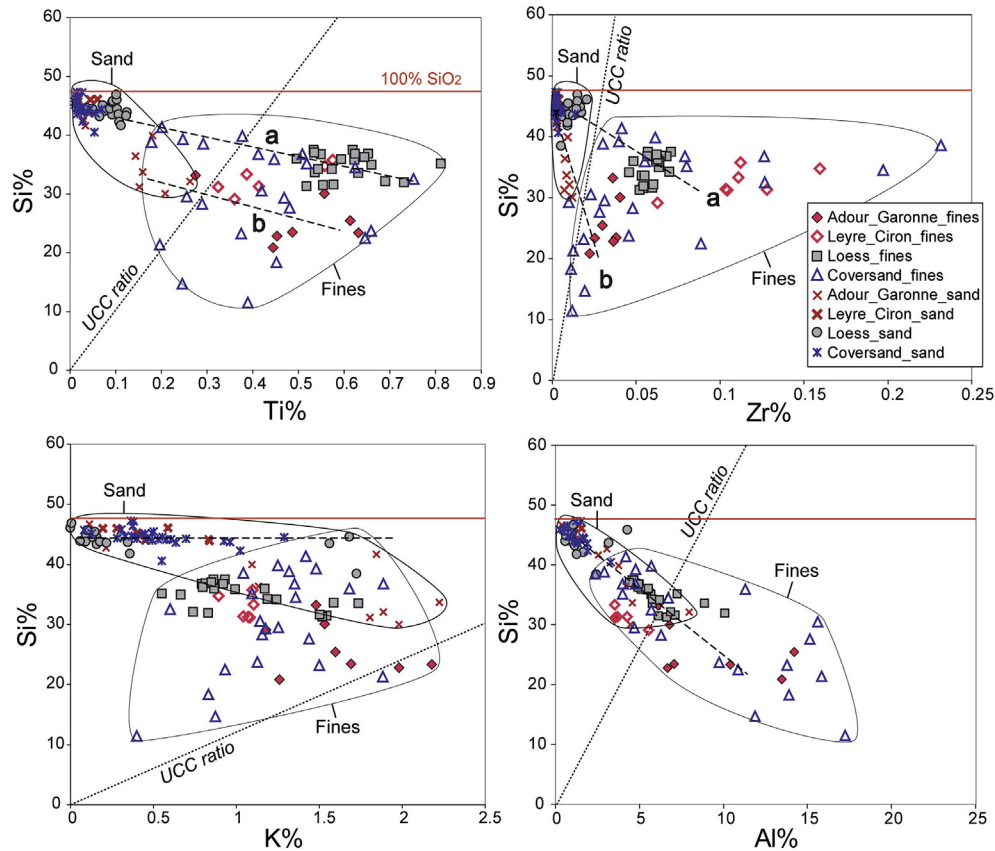 60
50
40
30
20
10
0
Si%
Sand
UCC ratio
100% SiO2
a
b
Fines
0 0.1 0.2 0.3 0.4 0.5 0.6 0.7 0.8 0.9
Ti%
60
50
40
30
20
10
0
Si%
UCC ratio
Sand
a
b
Fines
0 0.05 0.1 0.15 0.2 0.25
Zr%
Adour_Garonne_fines
Leyre_Ciron_fines
Loess_fines
Coversand_fines
Adour_Garonne_sand
Leyre_Ciron_sand
Loess_sand
Coversand_sand
60
50
40
30
20
10
0
Si%
Sand
Fines
UCC ratio
0 0.5 1 1.5 2 2.5
K%
60
50
40
30
20
10
0
Si%
Sand
UCC ratio
Fines
0 5 10 15 20 25
Al%